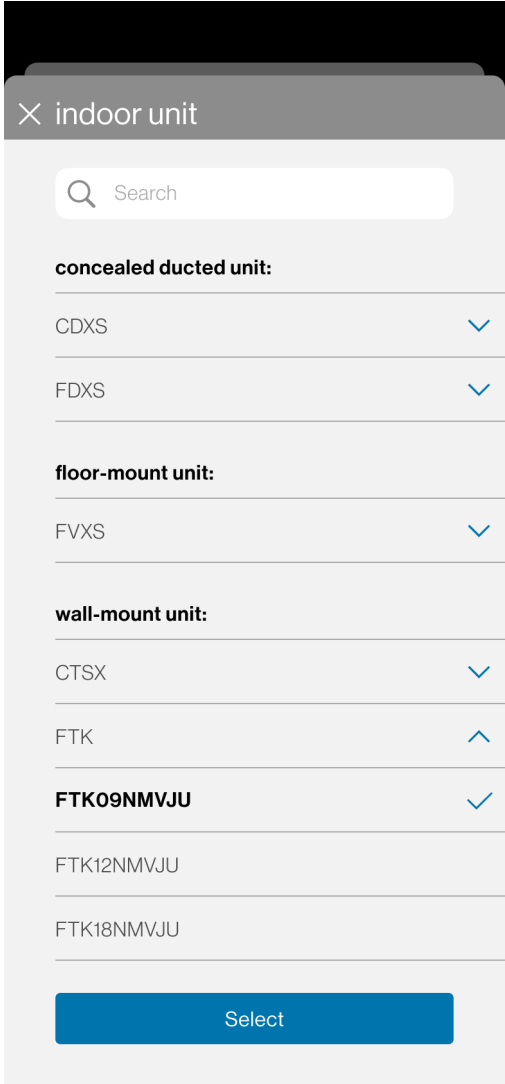 indoor unit
Search
concealed ducted unit:
CDXS
FDXS
floor-mount unit:
FVXS
wall-mount unit:
CTSX
FTK
FTK09NMVJU
FTK12NMVJU
FTK18NMVJU
Select